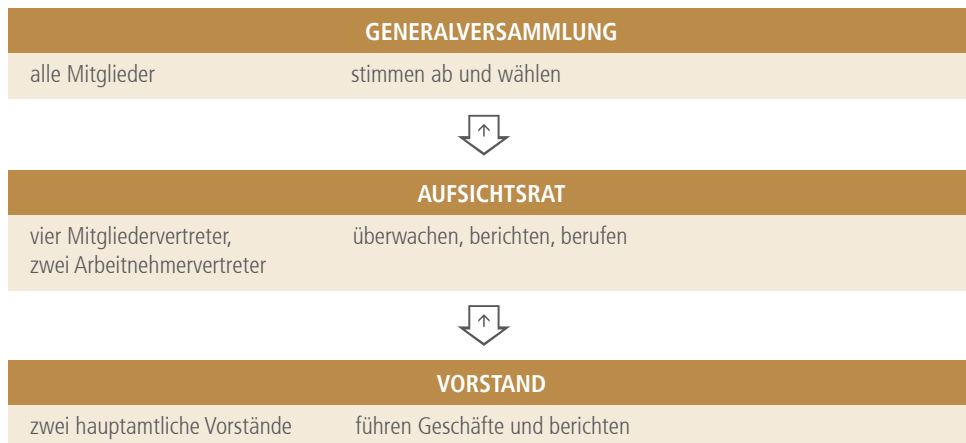 GENERALVERSAMMLUNG
alle Mitglieder stimmen ab und wählen
AUFSICHTSRAT
vier Mitgliedervertreter, überwachen, berichten, berufen
zwei Arbeitnehmervertreter
VORSTAND
zwei hauptamtliche Vorstände führen Geschäfte und berichten